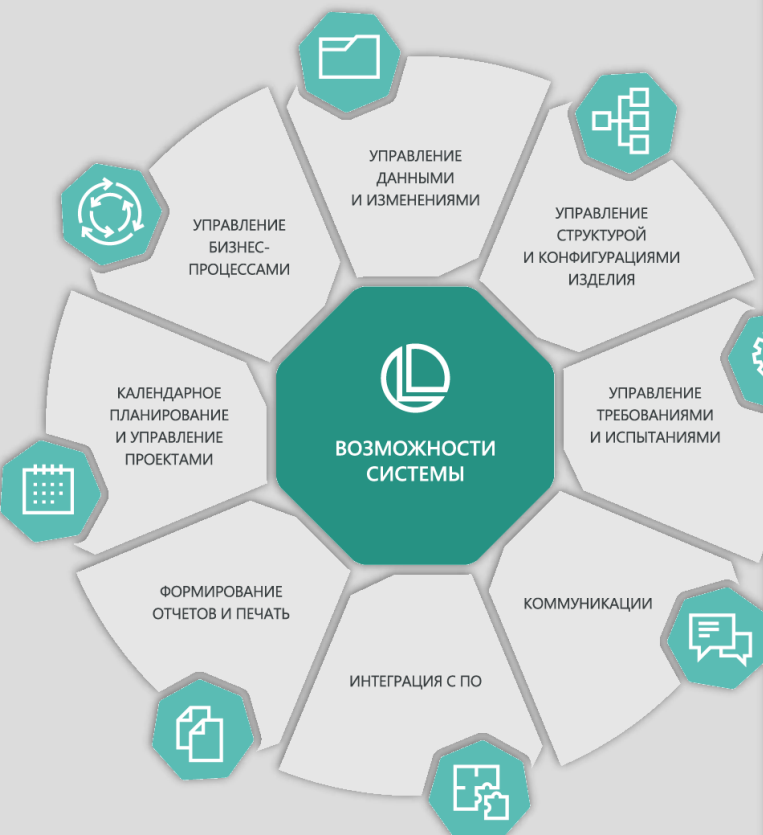 УПРАВЛЕНИЕ
ДАННЫМИ
И ИЗМЕНЕНИЯМИ
УПРАВЛЕНИЕ
СТРУКТУРОЙ
И КОНФИГУРАЦИЯМИ
ИЗДЕЛИЯ
УПРАВЛЕНИЕ
БИЗНЕС-
ПРОЦЕССАМИ
КАЛЕНДАРНОЕ
ПЛАНИРОВАНИЕ
И УПРАВЛЕНИЕ
ПРОЕКТАМИ
ВОЗМОЖНОСТИ
СИСТЕМЫ
УПРАВЛЕНИЕ
ТРЕБОВАНИЯМИ
И ИСПЫТАНИЯМИ
ФОРМИРОВАНИЕ
ОТЧЕТОВ И ПЕЧАТЬ
КОММУНИКАЦИИ
ИНТЕГРАЦИЯ С ПО